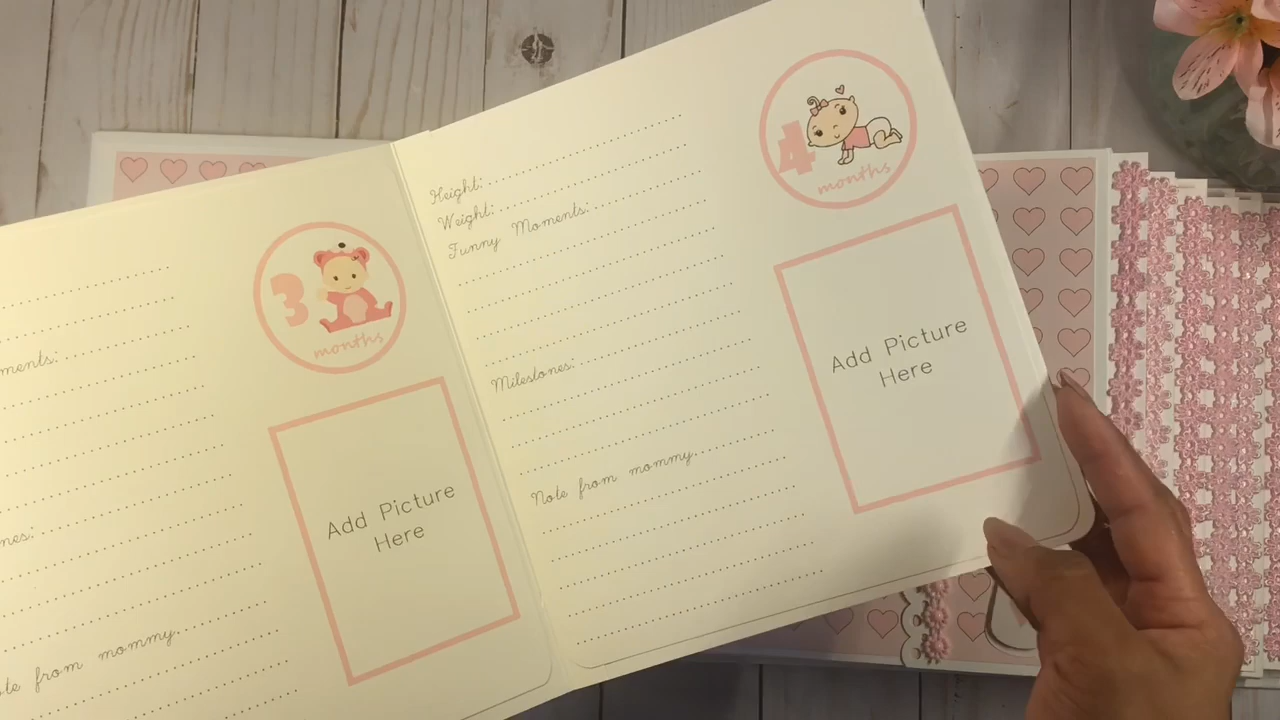 ments:
nes:
ote from mommy
3
months
Add Picture
Here
Height:
Weight:
Funny Moments:
Milestones:
Note from mommy
4
months
Add Picture
Here